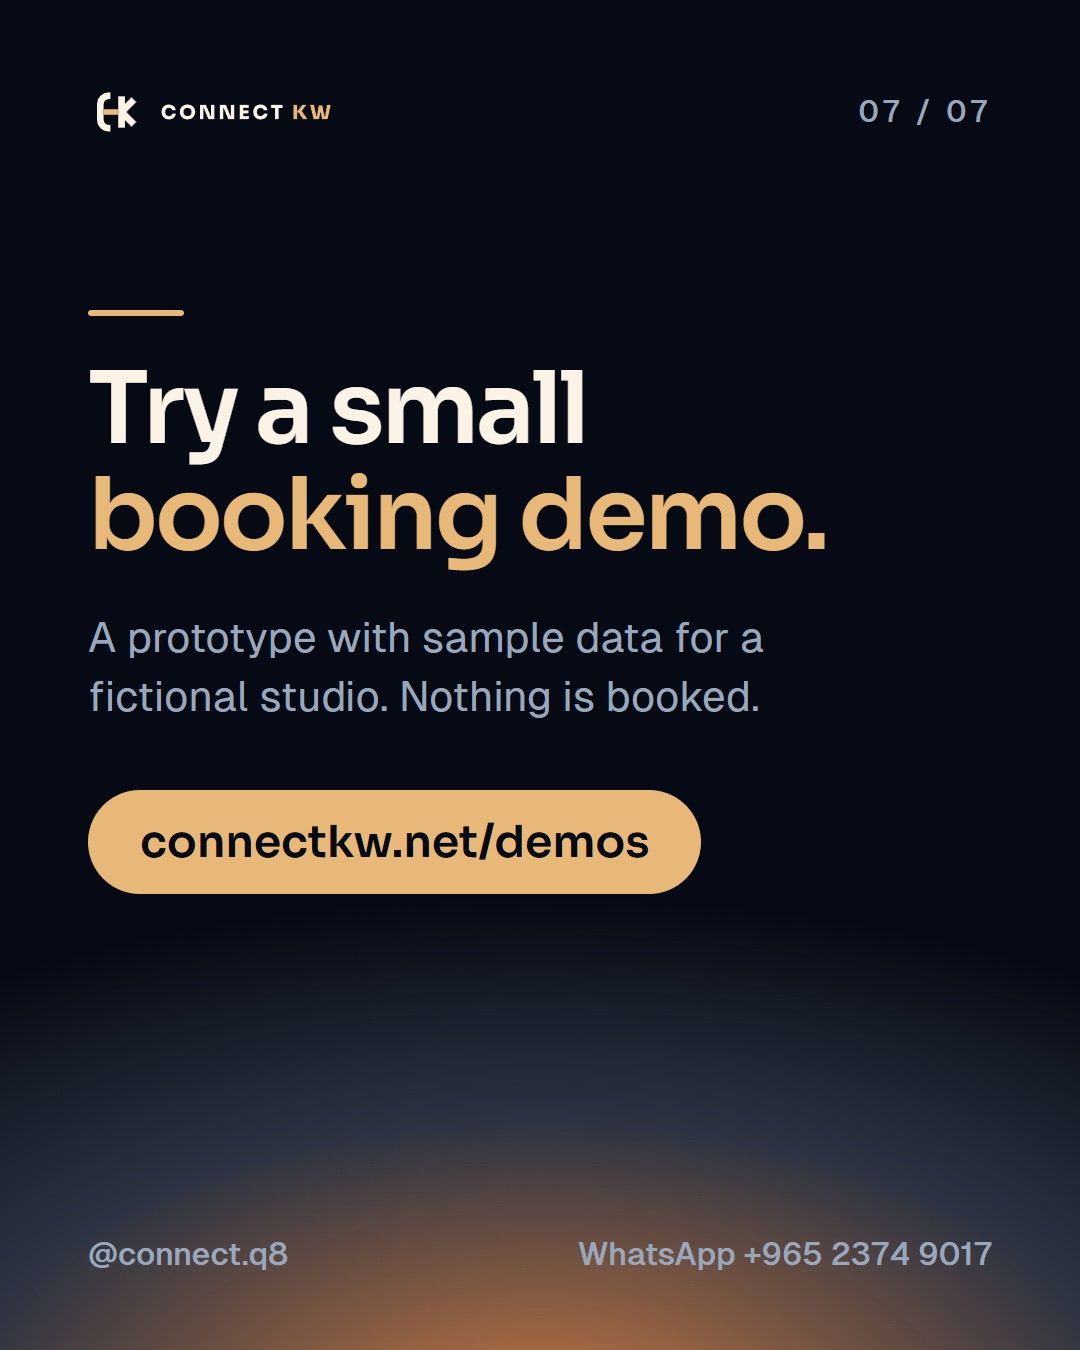 CONNECT KW
07 / 07
Try a small
booking demo.
A prototype with sample data for a
fictional studio. Nothing is booked.
connectkw.net/demos
@connect.q8
WhatsApp +965 2374 9017